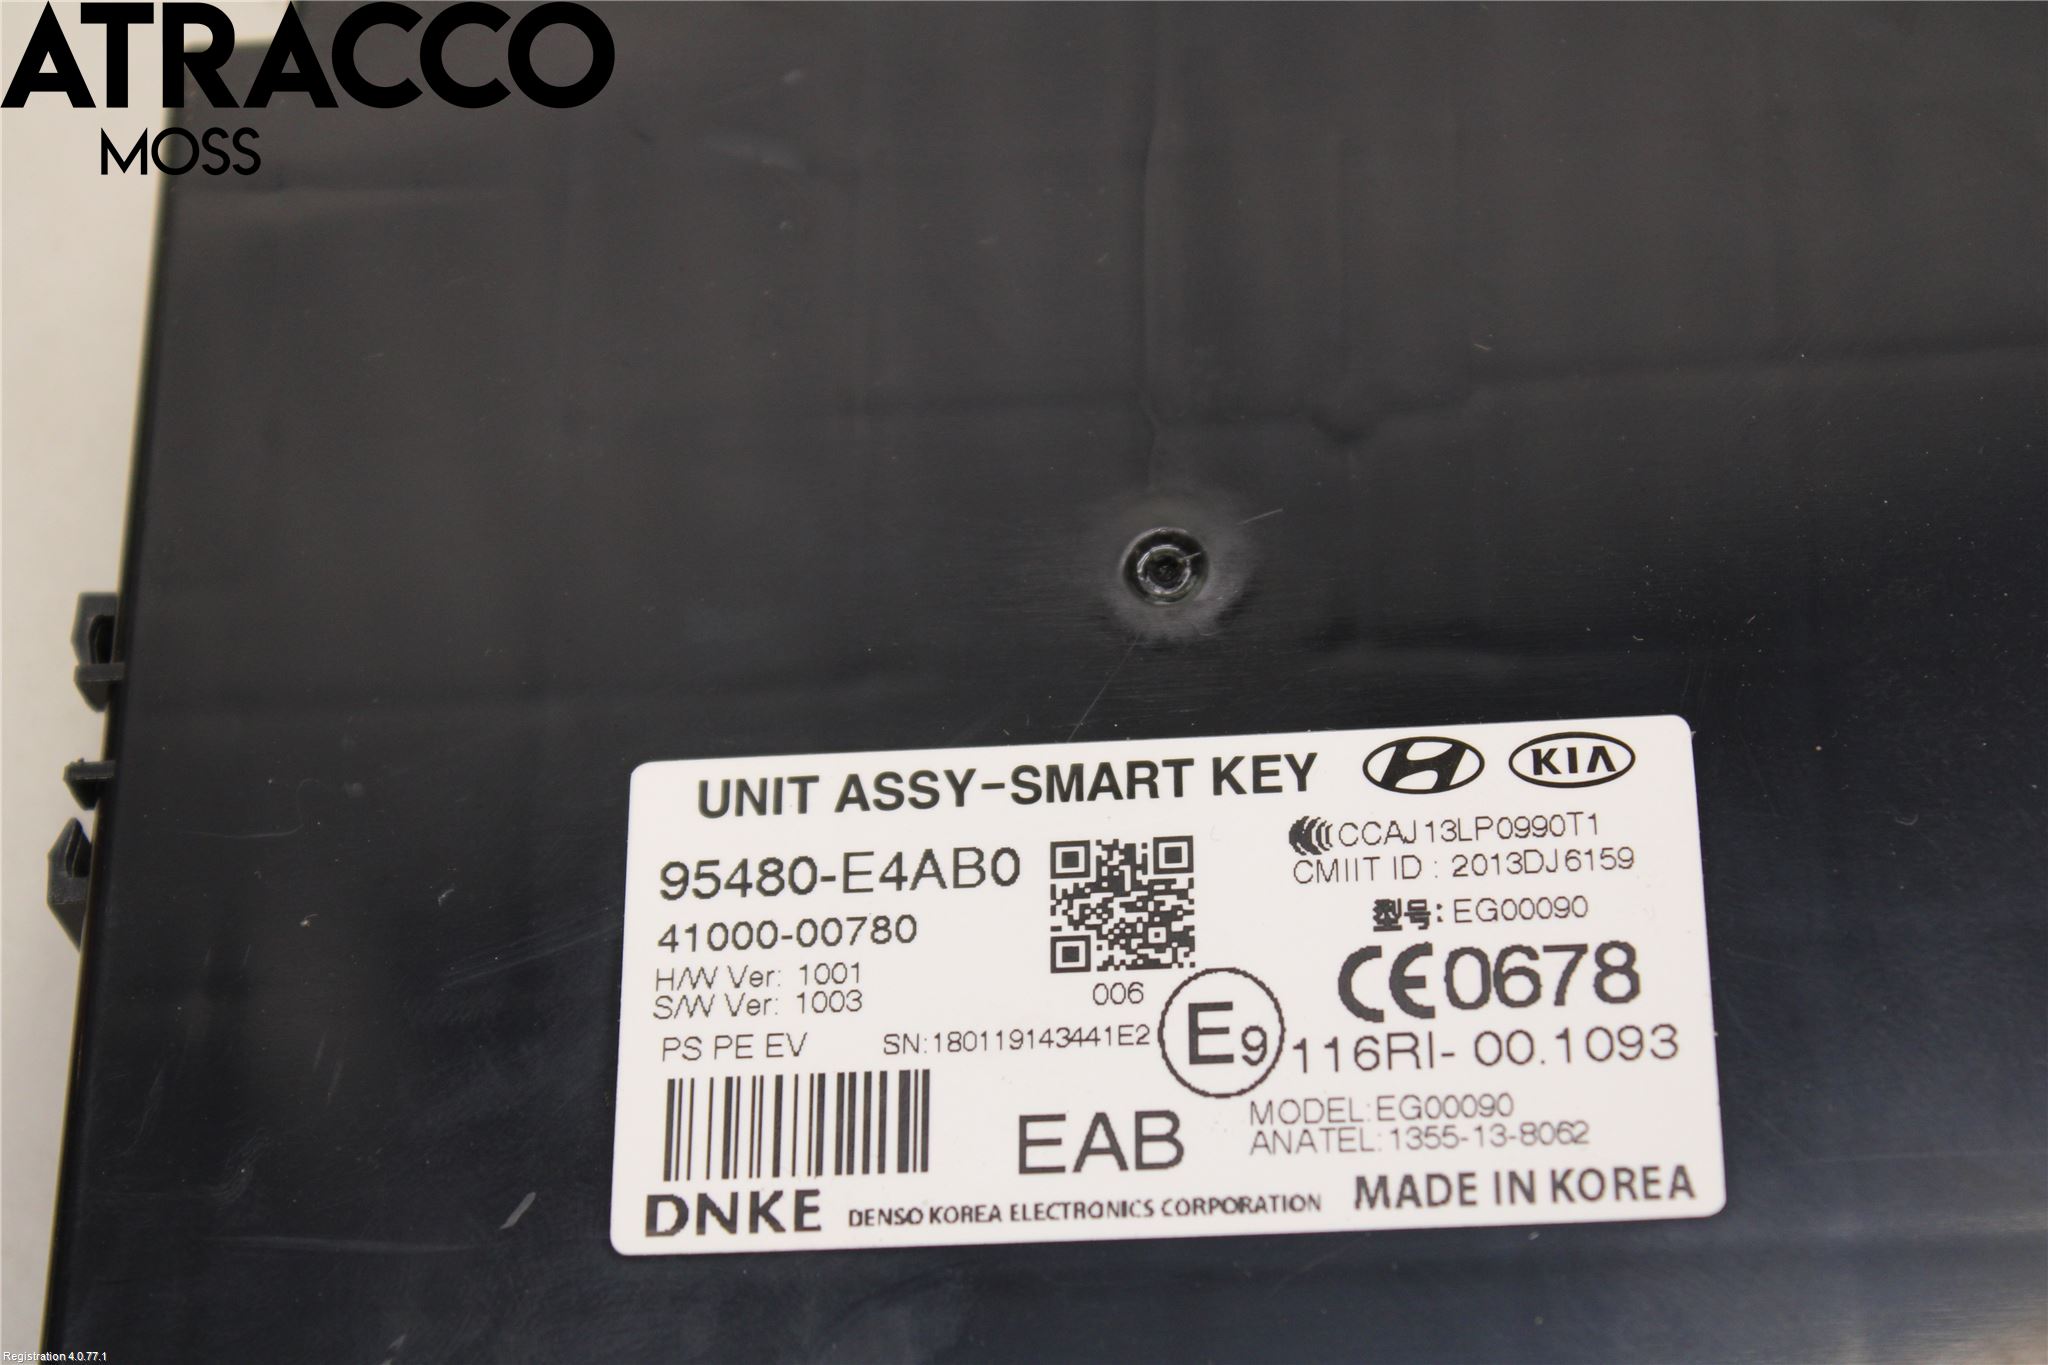 ATRACCO
MOSS
UNIT ASSY-SMART KEY
KIA
95480-E4AB0
41000-00780
H/W Ver: 1001
S/W Ver: 1003
PS PE EV
006
SN:180119143441E2
CCAJ13LP0990T1
CMIIT ID : 2013DJ6159
型号: EG00090
CE0678
E9
116RI- 00.1093
EAB
MODEL:EG00090
ANATEL:1355-13-8062
DNKE DENSO KOREA ELECTRONICS CORPORATION MADE IN KOREA
Registration 4.0.77.1